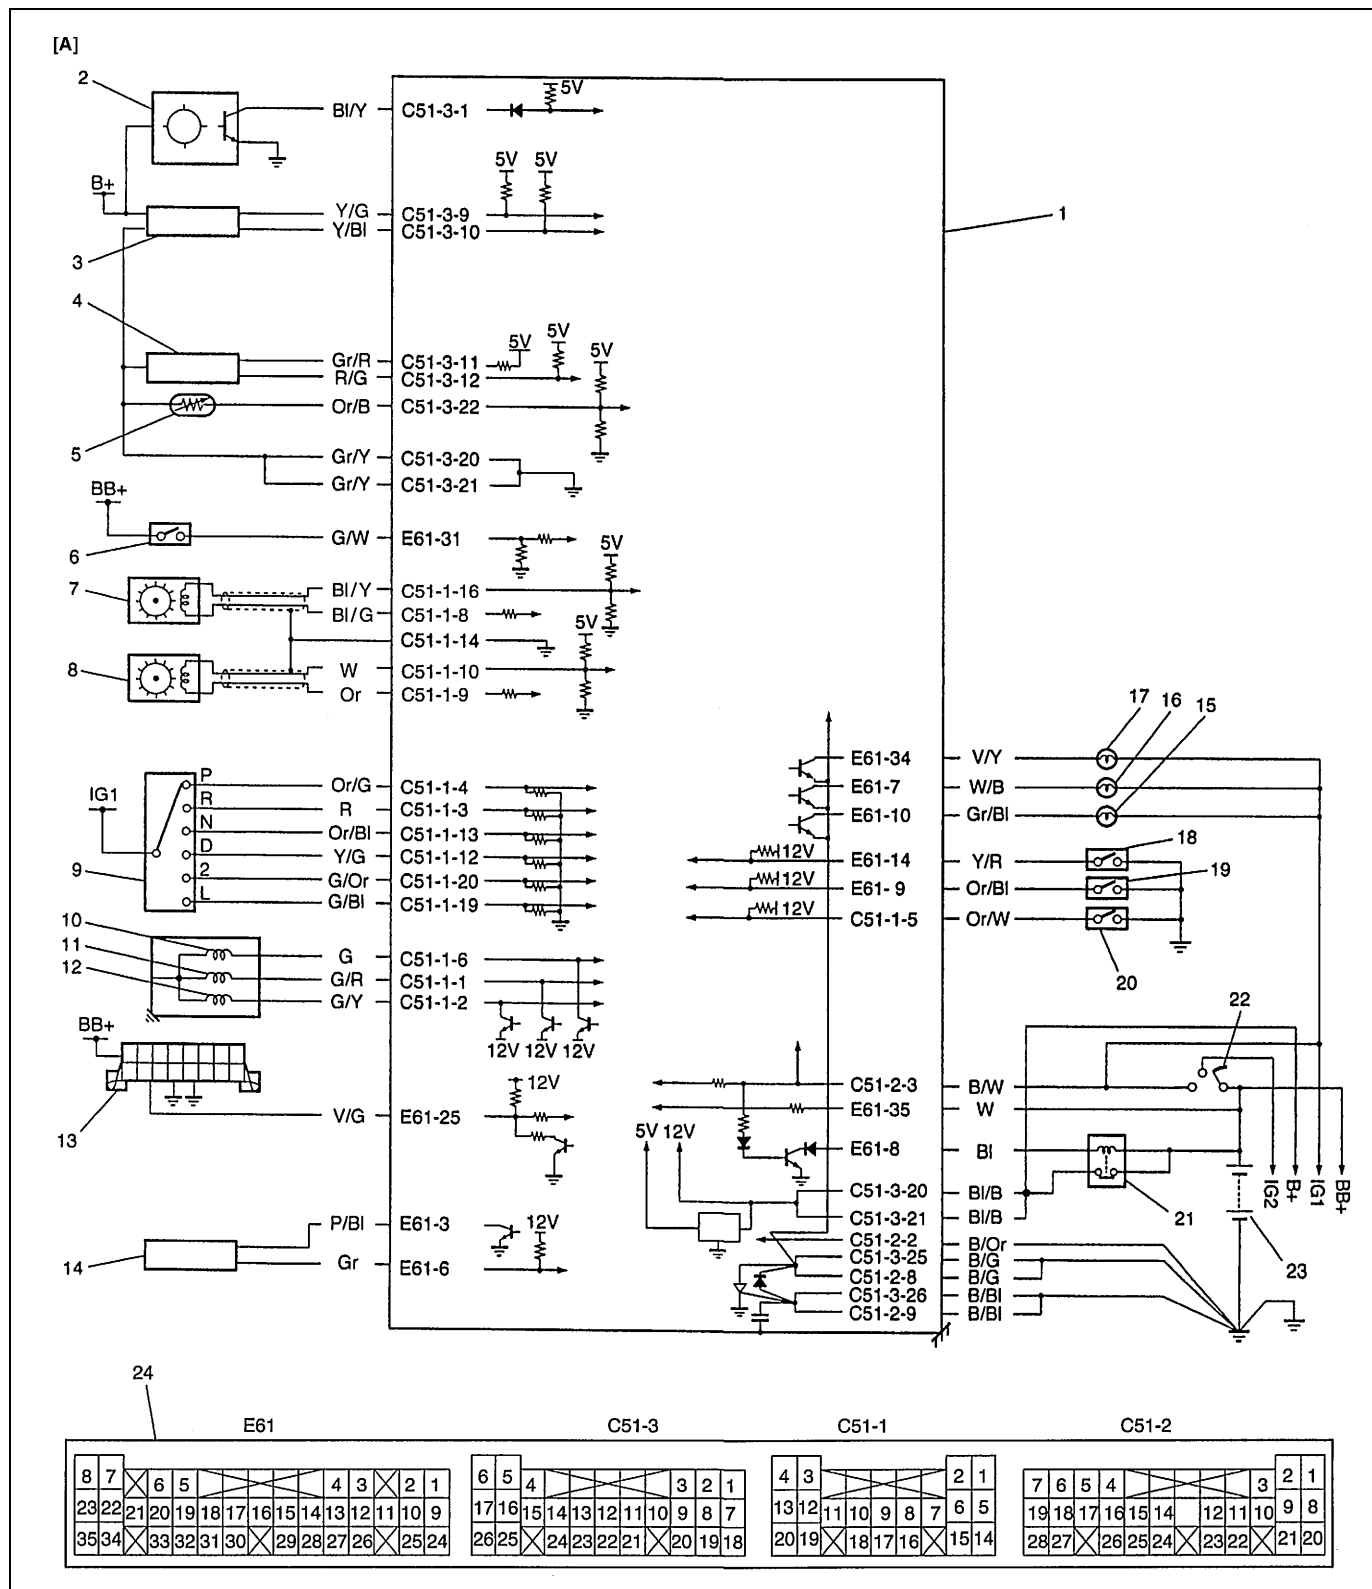 [A]
2
Bl/Y C51-3-1 5V
B+
5V 5V
Y/G C51-3-9
Y/Bl C51-3-10
1
3
4
5V 5V 5V
Gr/R C51-3-11
R/G C51-3-12
Or/B C51-3-22
5
Gr/Y C51-3-20
Gr/Y C51-3-21
BB+
G/W E61-31
6
5V
7 Bl/Y C51-1-16
Bl/G C51-1-8
5V
C51-1-14
8 W C51-1-10
Or C51-1-9
17 16 15
E61-34 V/Y
E61-7 W/B
E61-10 Gr/Bl
IG1
P Or/G C51-1-4
R R C51-1-3
N Or/Bl C51-1-13
D Y/G C51-1-12
2 G/Or C51-1-20
L G/Bl C51-1-19
9
12V E61-14 Y/R 18
12V E61-9 Or/Bl 19
12V C51-1-5 Or/W
20
10 G C51-1-6
11 G/R C51-1-1
12 G/Y C51-1-2
12V 12V 12V
BB+
13
12V
V/G E61-25
22
C51-2-3 B/W
E61-35 W
5V 12V
E61-8 Bl
C51-3-20 Bl/B
C51-3-21 Bl/B
21
IG2 B+ IG1 BB+
C51-2-2 B/Or
C51-3-25 B/G
C51-2-8 B/G
C51-3-26 B/Bl
C51-2-9 B/Bl
23
P/Bl E61-3 12V
14 Gr E61-6
24
E61 C51-3 C51-1 C51-2
8 7 6 5 4 3 2 1
23 22 21 20 19 18 17 16 15 14 13 12 11 10 9
35 34 33 32 31 30 29 28 27 26 25 24
6 5 4 3 2 1
17 16 15 14 13 12 11 10 9 8 7
26 25 24 23 22 21 20 19 18
4 3 2 1
13 12 11 10 9 8 7 6 5
20 19 18 17 16 15 14
7 6 5 4 3 2 1
19 18 17 16 15 14 12 11 10 9 8
28 27 26 25 24 23 22 21 20